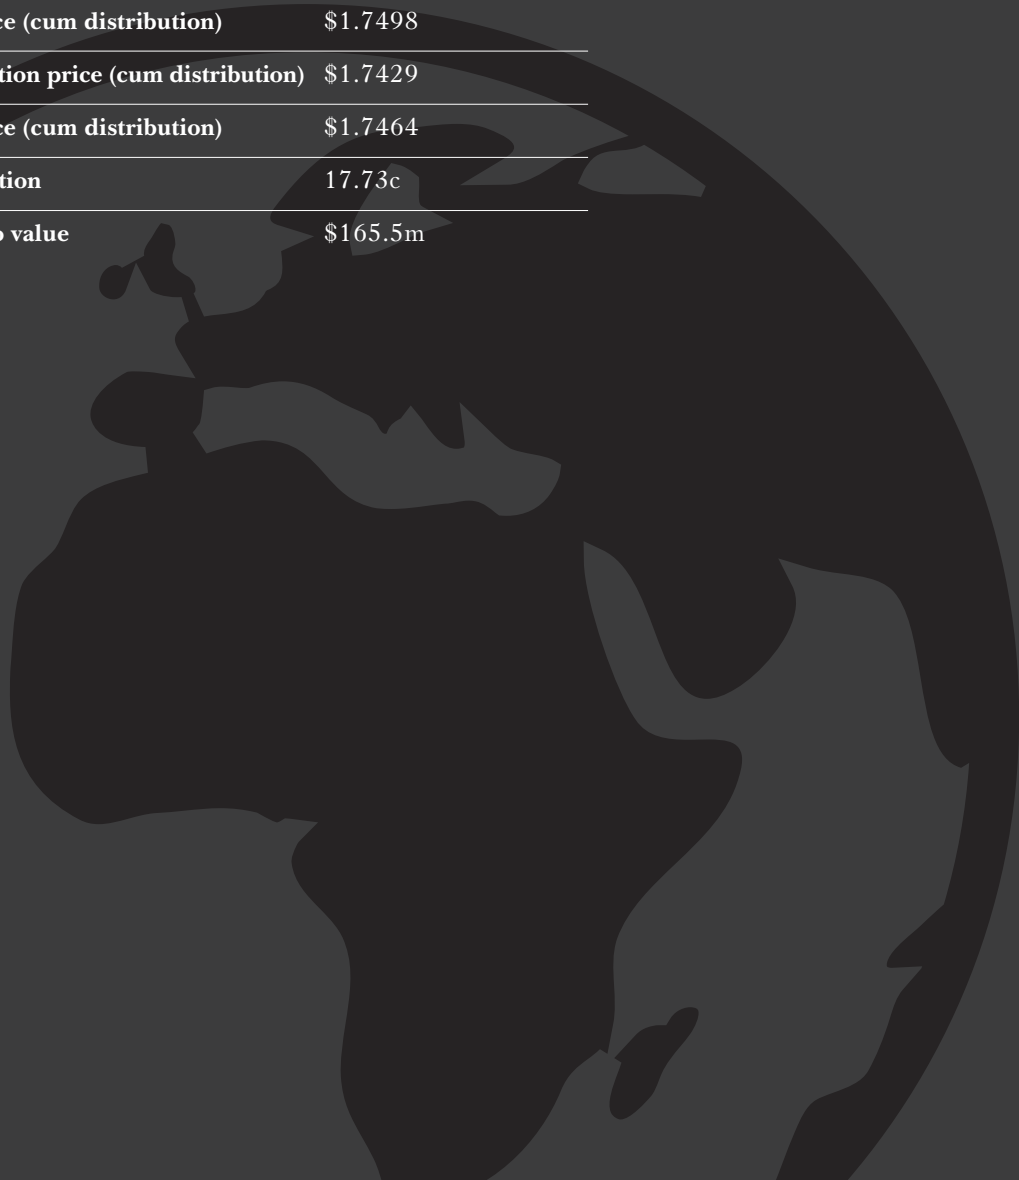 ce (cum distribution) $1.7498
tion price (cum distribution) $1.7429
ce (cum distribution) $1.7464
tion 17.73c
o value $165.5m